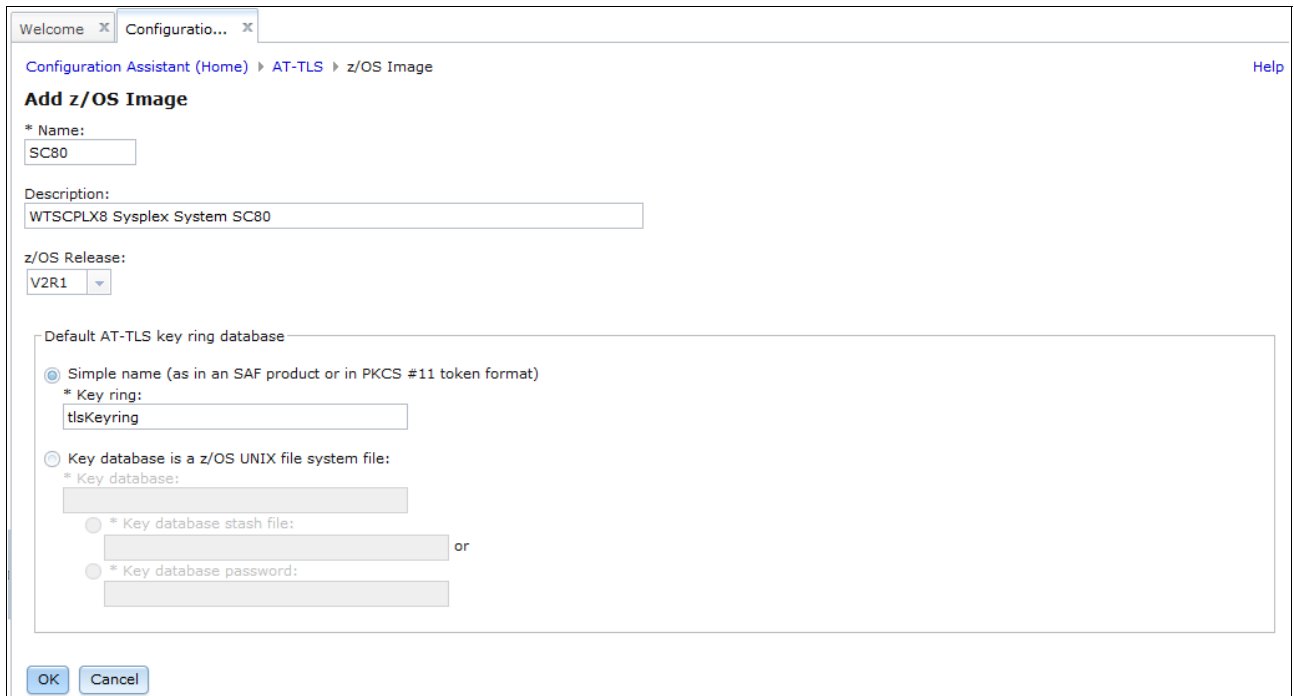 Welcome X Configuratio... X
Configuration Assistant (Home) AT-TLS z/OS Image Help
Add z/OS Image
* Name:
SC80
Description:
WTSCPLX8 Sysplex System SC80
z/OS Release:
V2R1
Default AT-TLS key ring database
Simple name (as in an SAF product or in PKCS #11 token format)
* Key ring:
tlsKeyring
Key database is a z/OS UNIX file system file:
* Key database:
* Key database stash file:
or
* Key database password:
OK Cancel